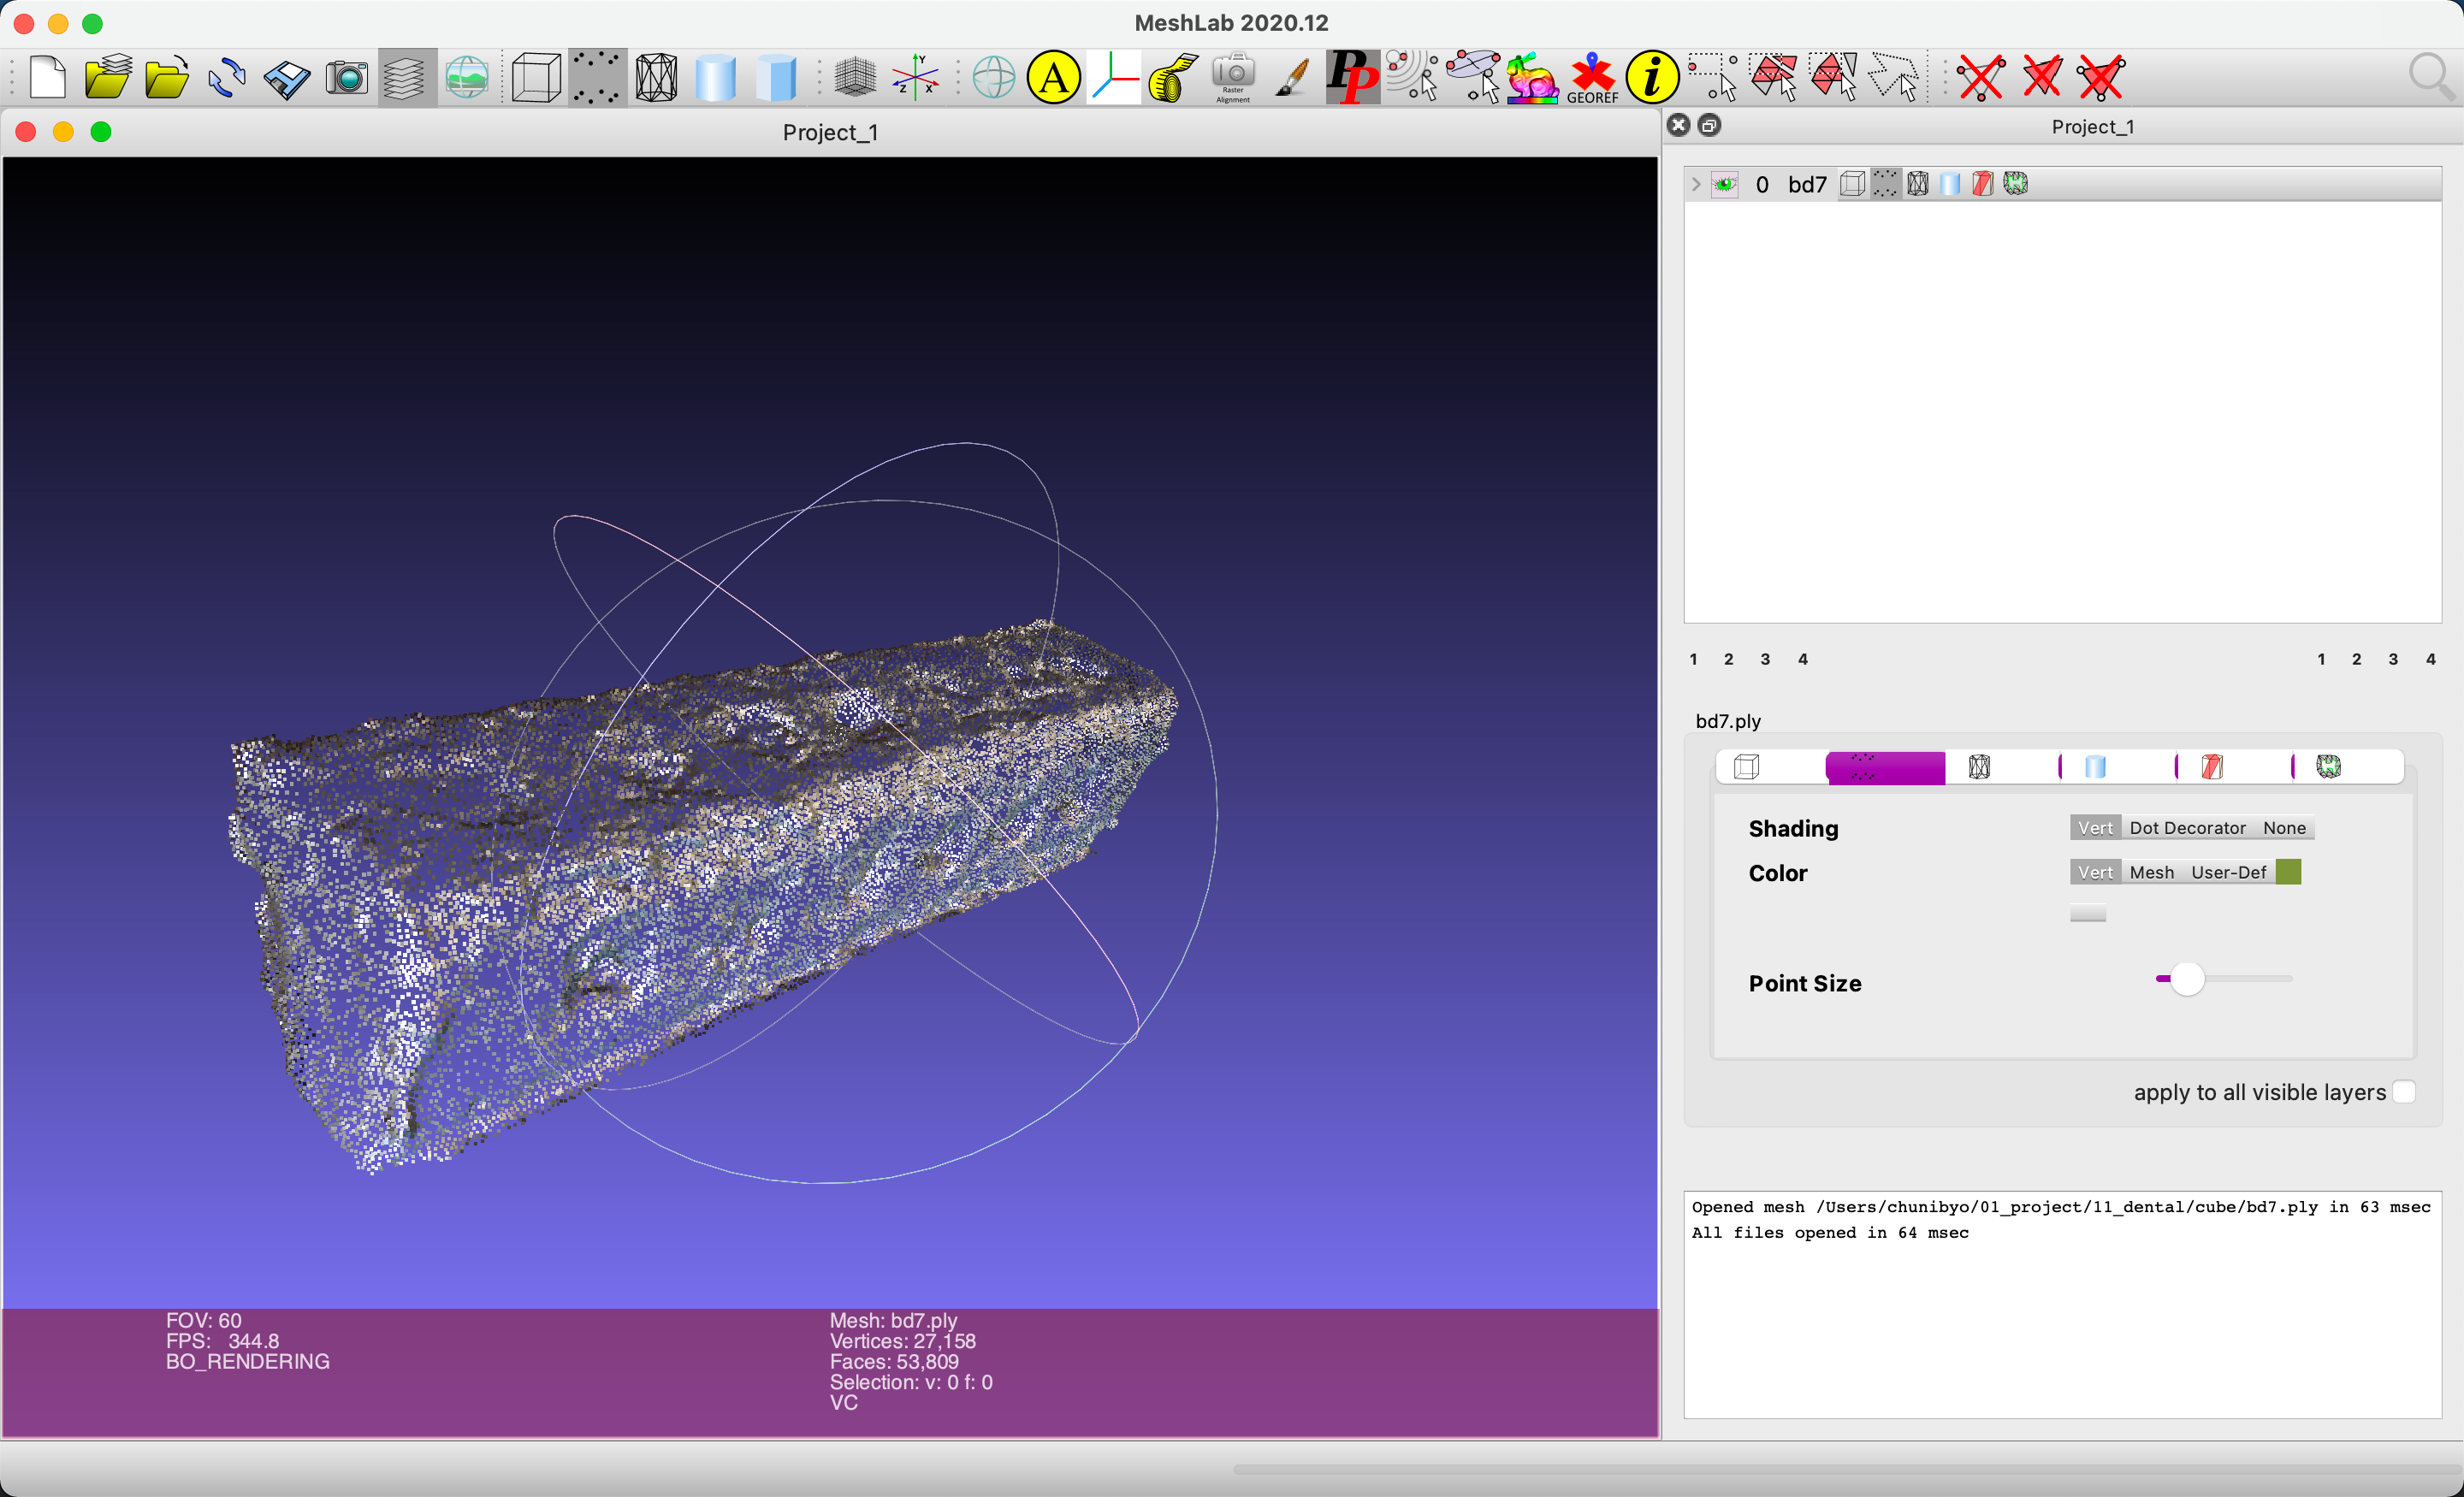 MeshLab 2020.12
A
Y
Z X
Raster
Alignment
PP
GEOREF
i
Project_1
Project_1
0 bd7
1 2 3 4
1 2 3 4
bd7.ply
Shading
Vert Dot Decorator None
Color
Vert Mesh User-Def
Point Size
apply to all visible layers
Opened mesh /Users/chunibyo/01_project/11_dental/cube/bd7.ply in 63 msec
All files opened in 64 msec
FOV: 60
FPS: 344.8
BO_RENDERING
Mesh: bd7.ply
Vertices: 27,158
Faces: 53,809
Selection: v: 0 f: 0
VC